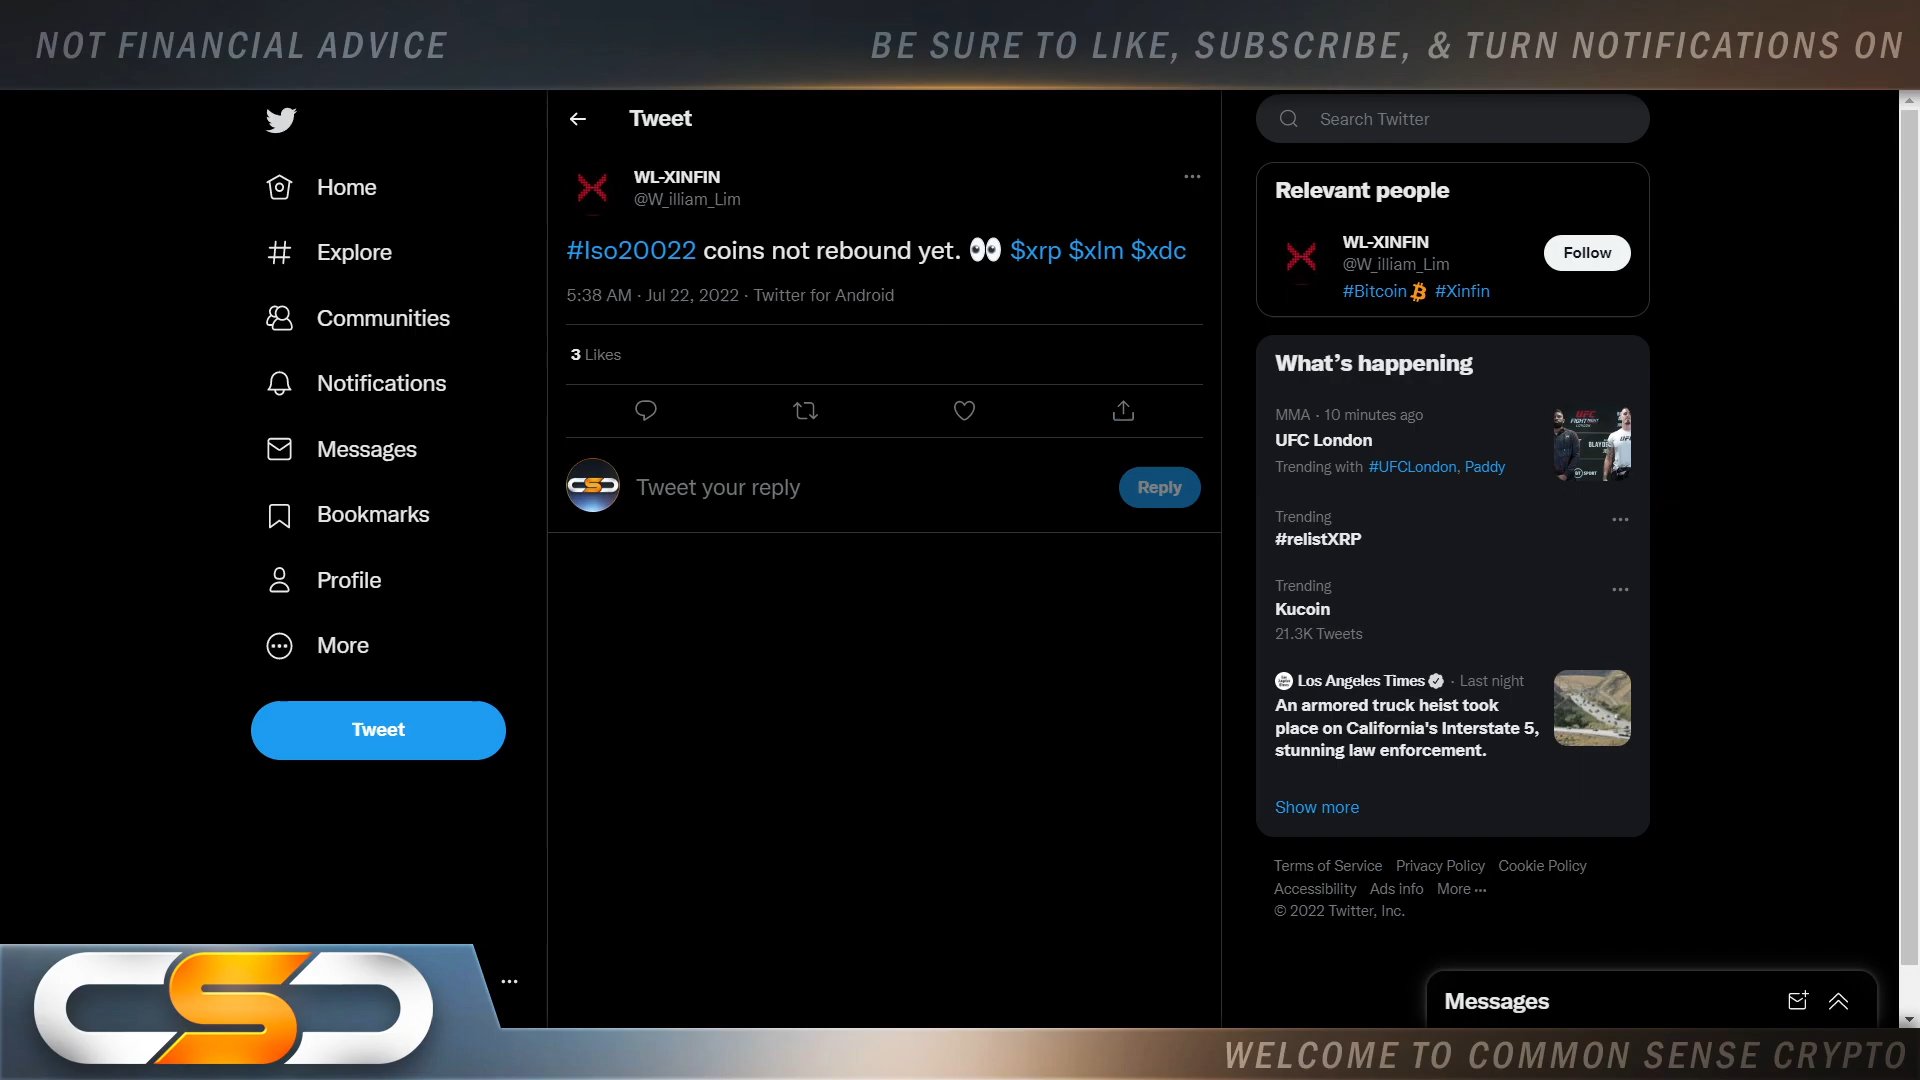 NOT FINANCIAL ADVICE
BE SURE TO LIKE, SUBSCRIBE, & TURN NOTIFICATIONS ON
Home
Explore
Communities
Notifications
Messages
Bookmarks
Profile
More
Tweet
Tweet
WL-XINFIN
@W_illiam_Lim
#Iso20022 coins not rebound yet. 👀 $xrp $xlm $xdc
5:38 AM · Jul 22, 2022 · Twitter for Android
3 Likes
Tweet your reply
Reply
Search Twitter
Relevant people
WL-XINFIN
@W_illiam_Lim
Follow
#Bitcoin #Xinfin
What's happening
MMA · 10 minutes ago
UFC London
Trending with #UFCLondon, Paddy
Trending
#relistXRP
Trending
Kucoin
21.3K Tweets
Los Angeles Times · Last night
An armored truck heist took
place on California's Interstate 5,
stunning law enforcement.
Show more
Terms of Service Privacy Policy Cookie Policy
Accessibility Ads info More ...
© 2022 Twitter, Inc.
Messages
CSC
WELCOME TO COMMON SENSE CRYPTO